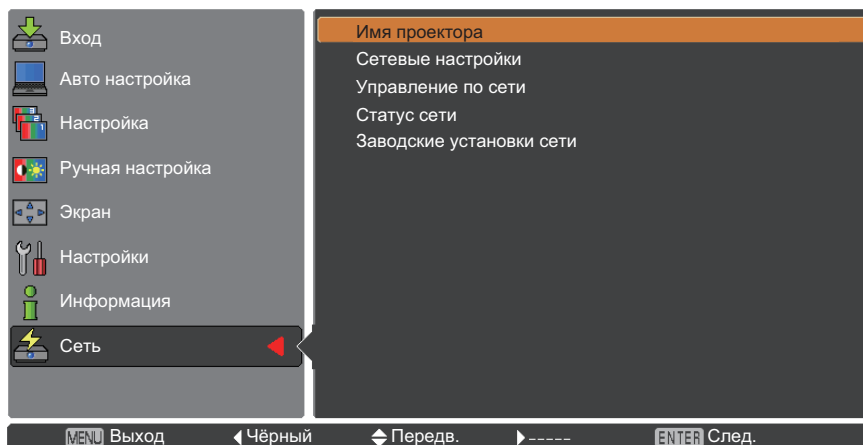 Вход
Авто настройка
Настройка
Ручная настройка
Экран
Настройки
Информация
Сеть
Имя проектора
Сетевые настройки
Управление по сети
Статус сети
Заводские установки сети
MENU Выход Чёрный Передв. ----- ENTER След.